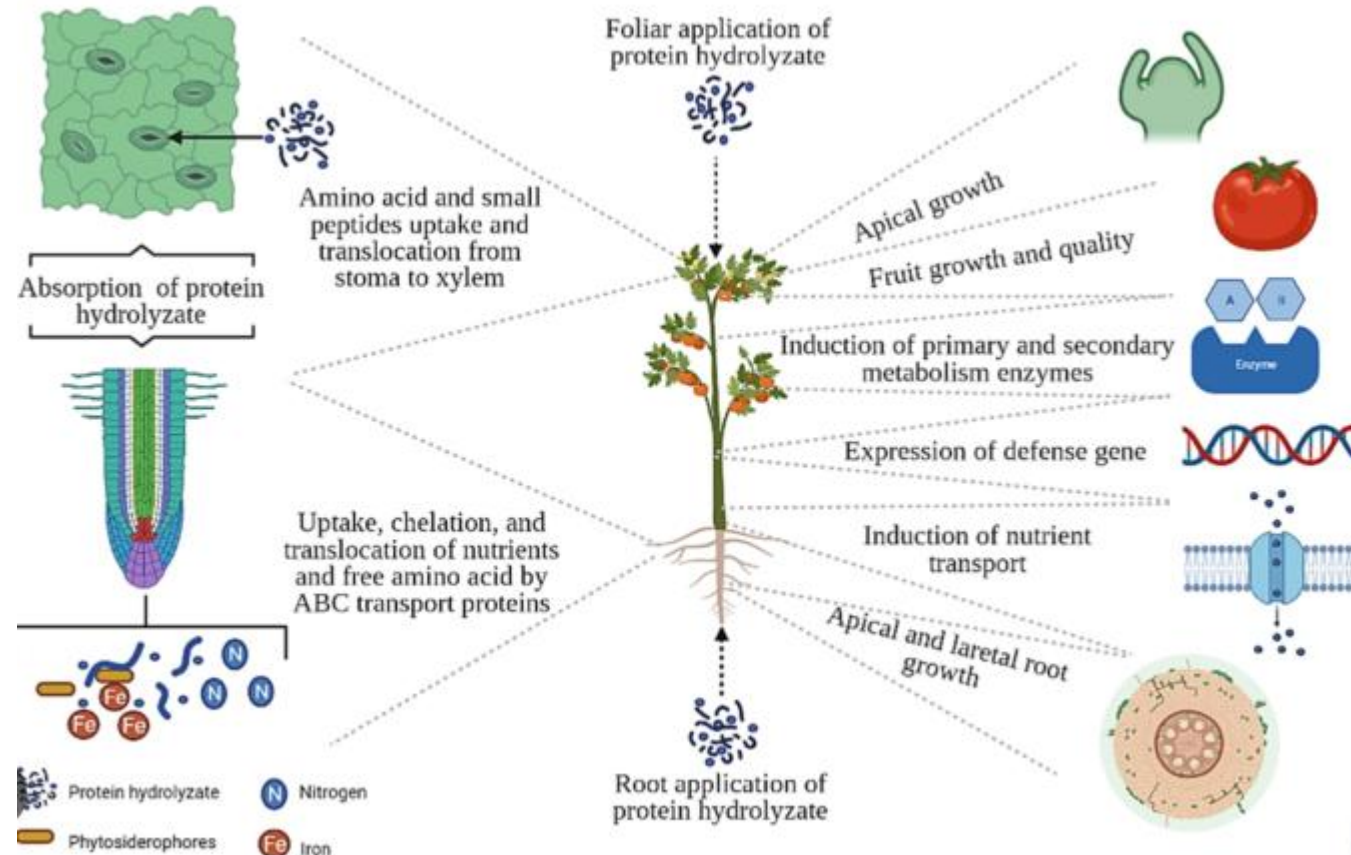 Foliar application of
protein hydrolyzate
Amino acid and small
peptides uptake and
translocation from
stoma to xylem
Absorption of protein
hydrolyzate
Uptake, chelation, and
translocation of nutrients
and free amino acid by
ABC transport proteins
N
N
N
Fe
Fe
Fe
Protein hydrolyzate
N
Nitrogen
Phytosiderophores
Fe
Iron
Root application of
protein hydrolyzate
Apical growth
Fruit growth and quality
A
B
Induction of primary and secondary
metabolism enzymes
Enzyme
Expression of defense gene
Induction of nutrient
transport
Apical and laretal root
growth